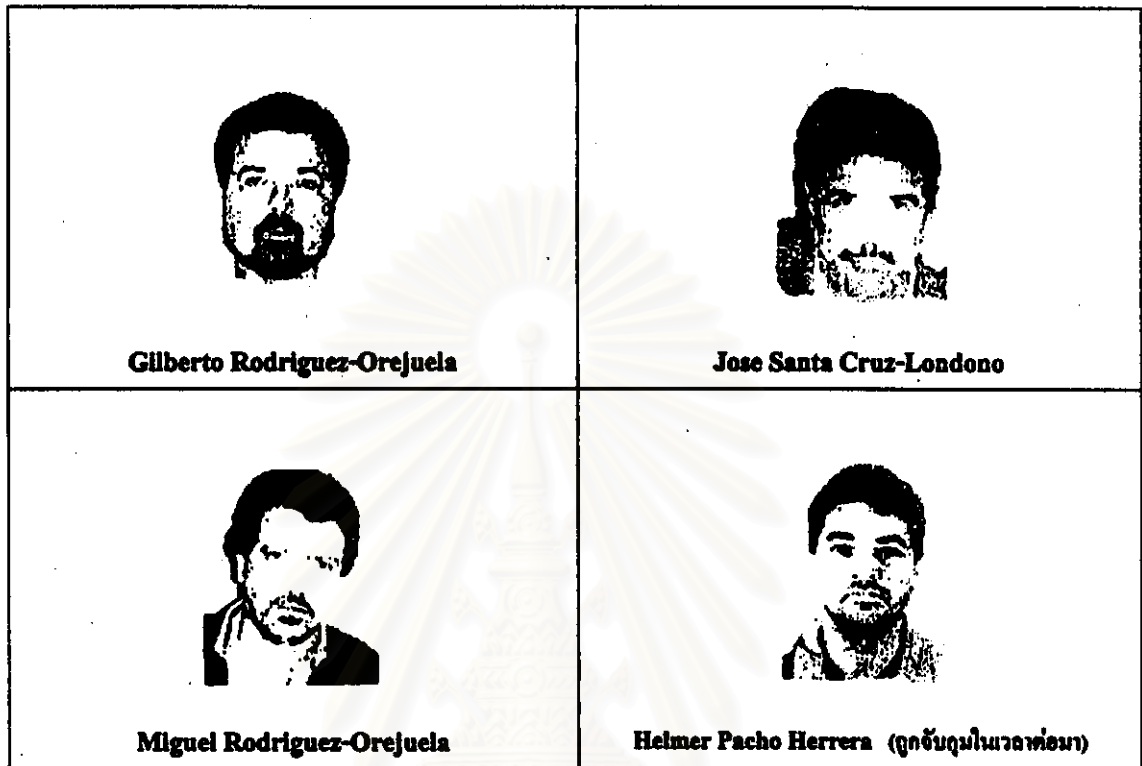 Gilberto Rodriguez-Orejuela
Jose Santa Cruz-Londono
Miguel Rodriguez-Orejuela
Helmer Pacho Herrera (ถูกจับกุมในเวลาต่อมา)